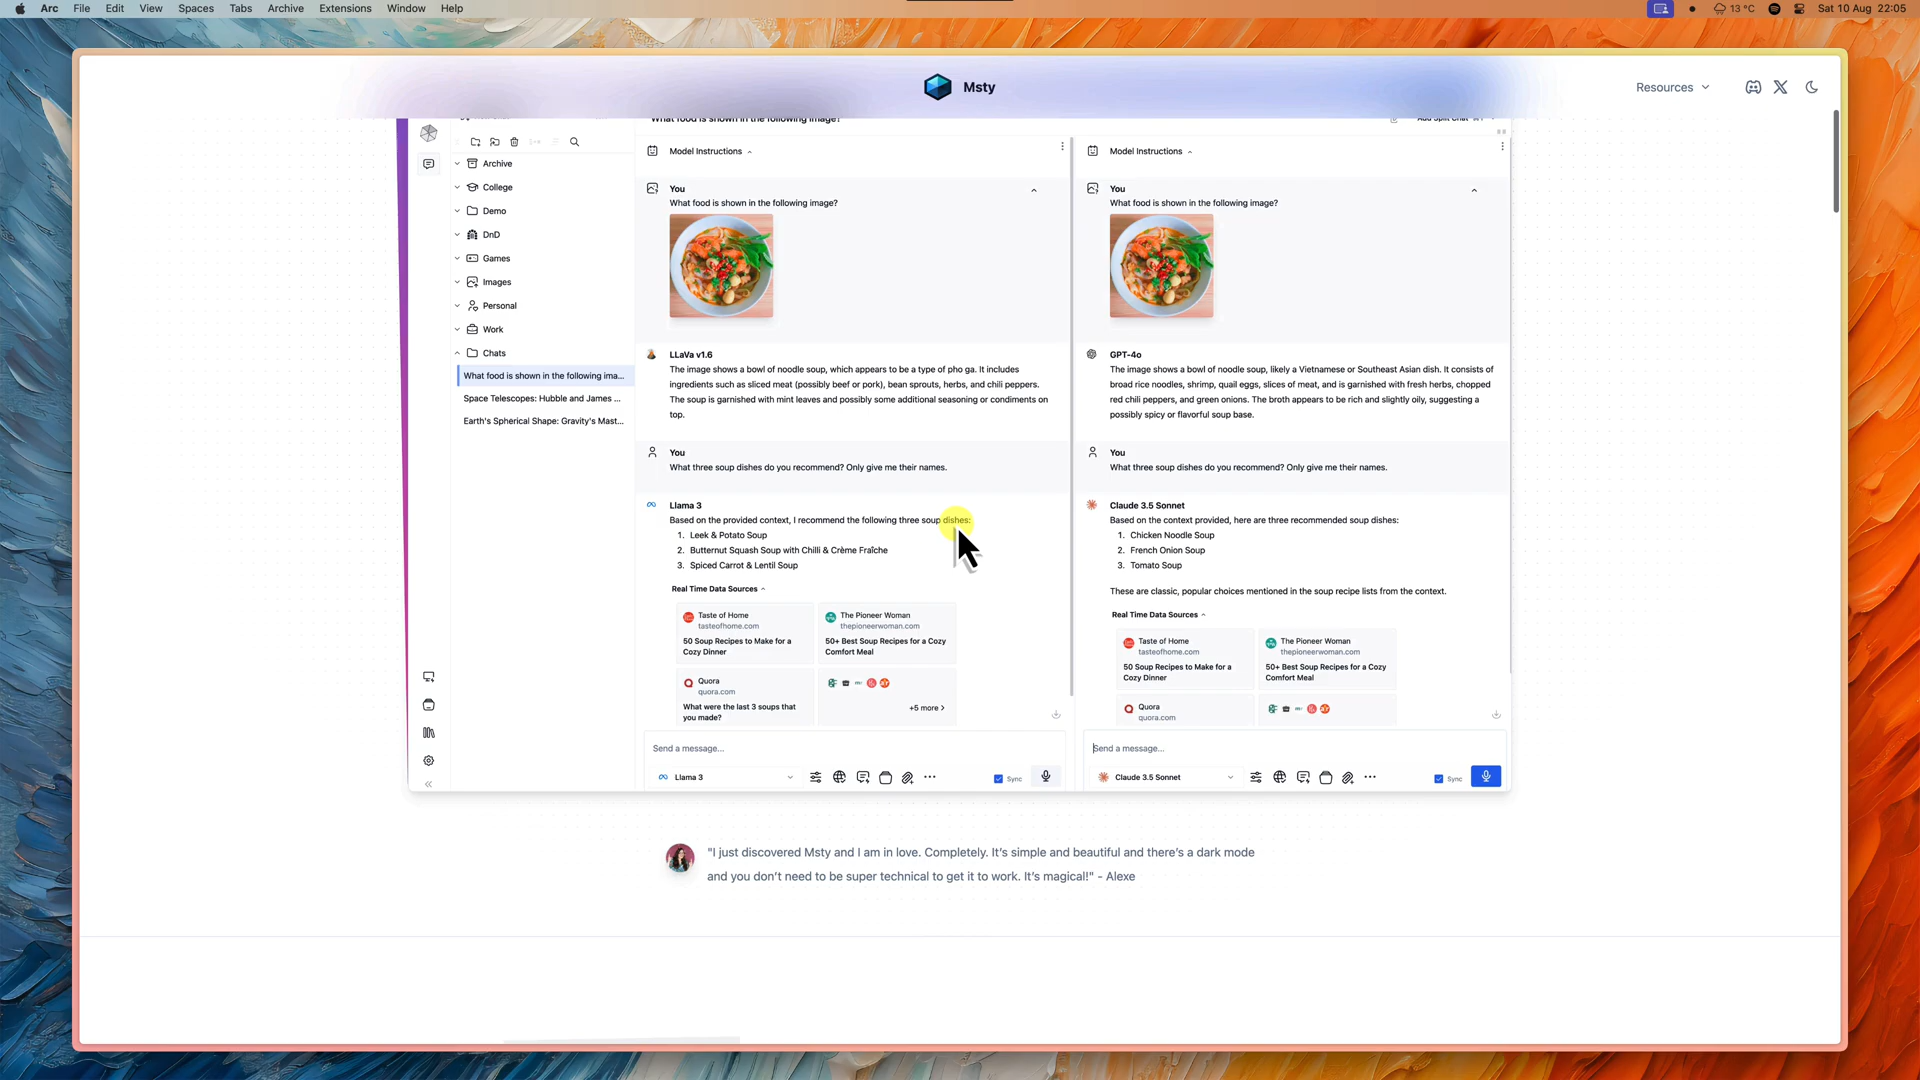 Arc File Edit View Spaces Tabs Archive Extensions Window Help
13 °C Sat 10 Aug 22:05
Msty
Resources
What food is shown in the following image?
Add Split Chat
Archive
College
Demo
DnD
Games
Images
Personal
Work
Chats
What food is shown in the following ima...
Space Telescopes: Hubble and James ...
Earth's Spherical Shape: Gravity's Mast...
Model Instructions
You
What food is shown in the following image?
LLaVa v1.6
The image shows a bowl of noodle soup, which appears to be a type of pho ga. It includes
ingredients such as sliced meat (possibly beef or pork), bean sprouts, herbs, and chili peppers.
The soup is garnished with mint leaves and possibly some additional seasoning or condiments on
top.
You
What three soup dishes do you recommend? Only give me their names.
Llama 3
Based on the provided context, I recommend the following three soup dishes:
1. Leek & Potato Soup
2. Butternut Squash Soup with Chilli & Crème Fraîche
3. Spiced Carrot & Lentil Soup
Real Time Data Sources
Taste of Home
tasteofhome.com
50 Soup Recipes to Make for a
Cozy Dinner
The Pioneer Woman
thepioneerwoman.com
50+ Best Soup Recipes for a Cozy
Comfort Meal
Quora
quora.com
What were the last 3 soups that
you made?
+5 more >
Send a message...
Llama 3
Sync
Model Instructions
You
What food is shown in the following image?
GPT-4o
The image shows a bowl of noodle soup, likely a Vietnamese or Southeast Asian dish. It consists of
broad rice noodles, shrimp, quail eggs, slices of meat, and is garnished with fresh herbs, chopped
red chili peppers, and green onions. The broth appears to be rich and slightly oily, suggesting a
possibly spicy or flavorful soup base.
You
What three soup dishes do you recommend? Only give me their names.
Claude 3.5 Sonnet
Based on the context provided, here are three recommended soup dishes:
1. Chicken Noodle Soup
2. French Onion Soup
3. Tomato Soup
These are classic, popular choices mentioned in the soup recipe lists from the context.
Real Time Data Sources
Taste of Home
tasteofhome.com
50 Soup Recipes to Make for a
Cozy Dinner
The Pioneer Woman
thepioneerwoman.com
50+ Best Soup Recipes for a Cozy
Comfort Meal
Quora
quora.com
Send a message...
Claude 3.5 Sonnet
Sync
"I just discovered Msty and I am in love. Completely. It's simple and beautiful and there's a dark mode
and you don't need to be super technical to get it to work. It's magical!" - Alexe